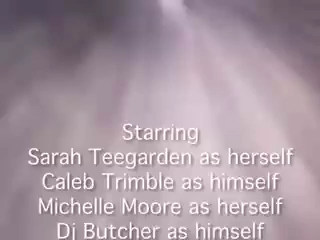 Starring
Sarah Teegarden as herself
Caleb Trimble as himself
Michelle Moore as herself
Dj Butcher as himself